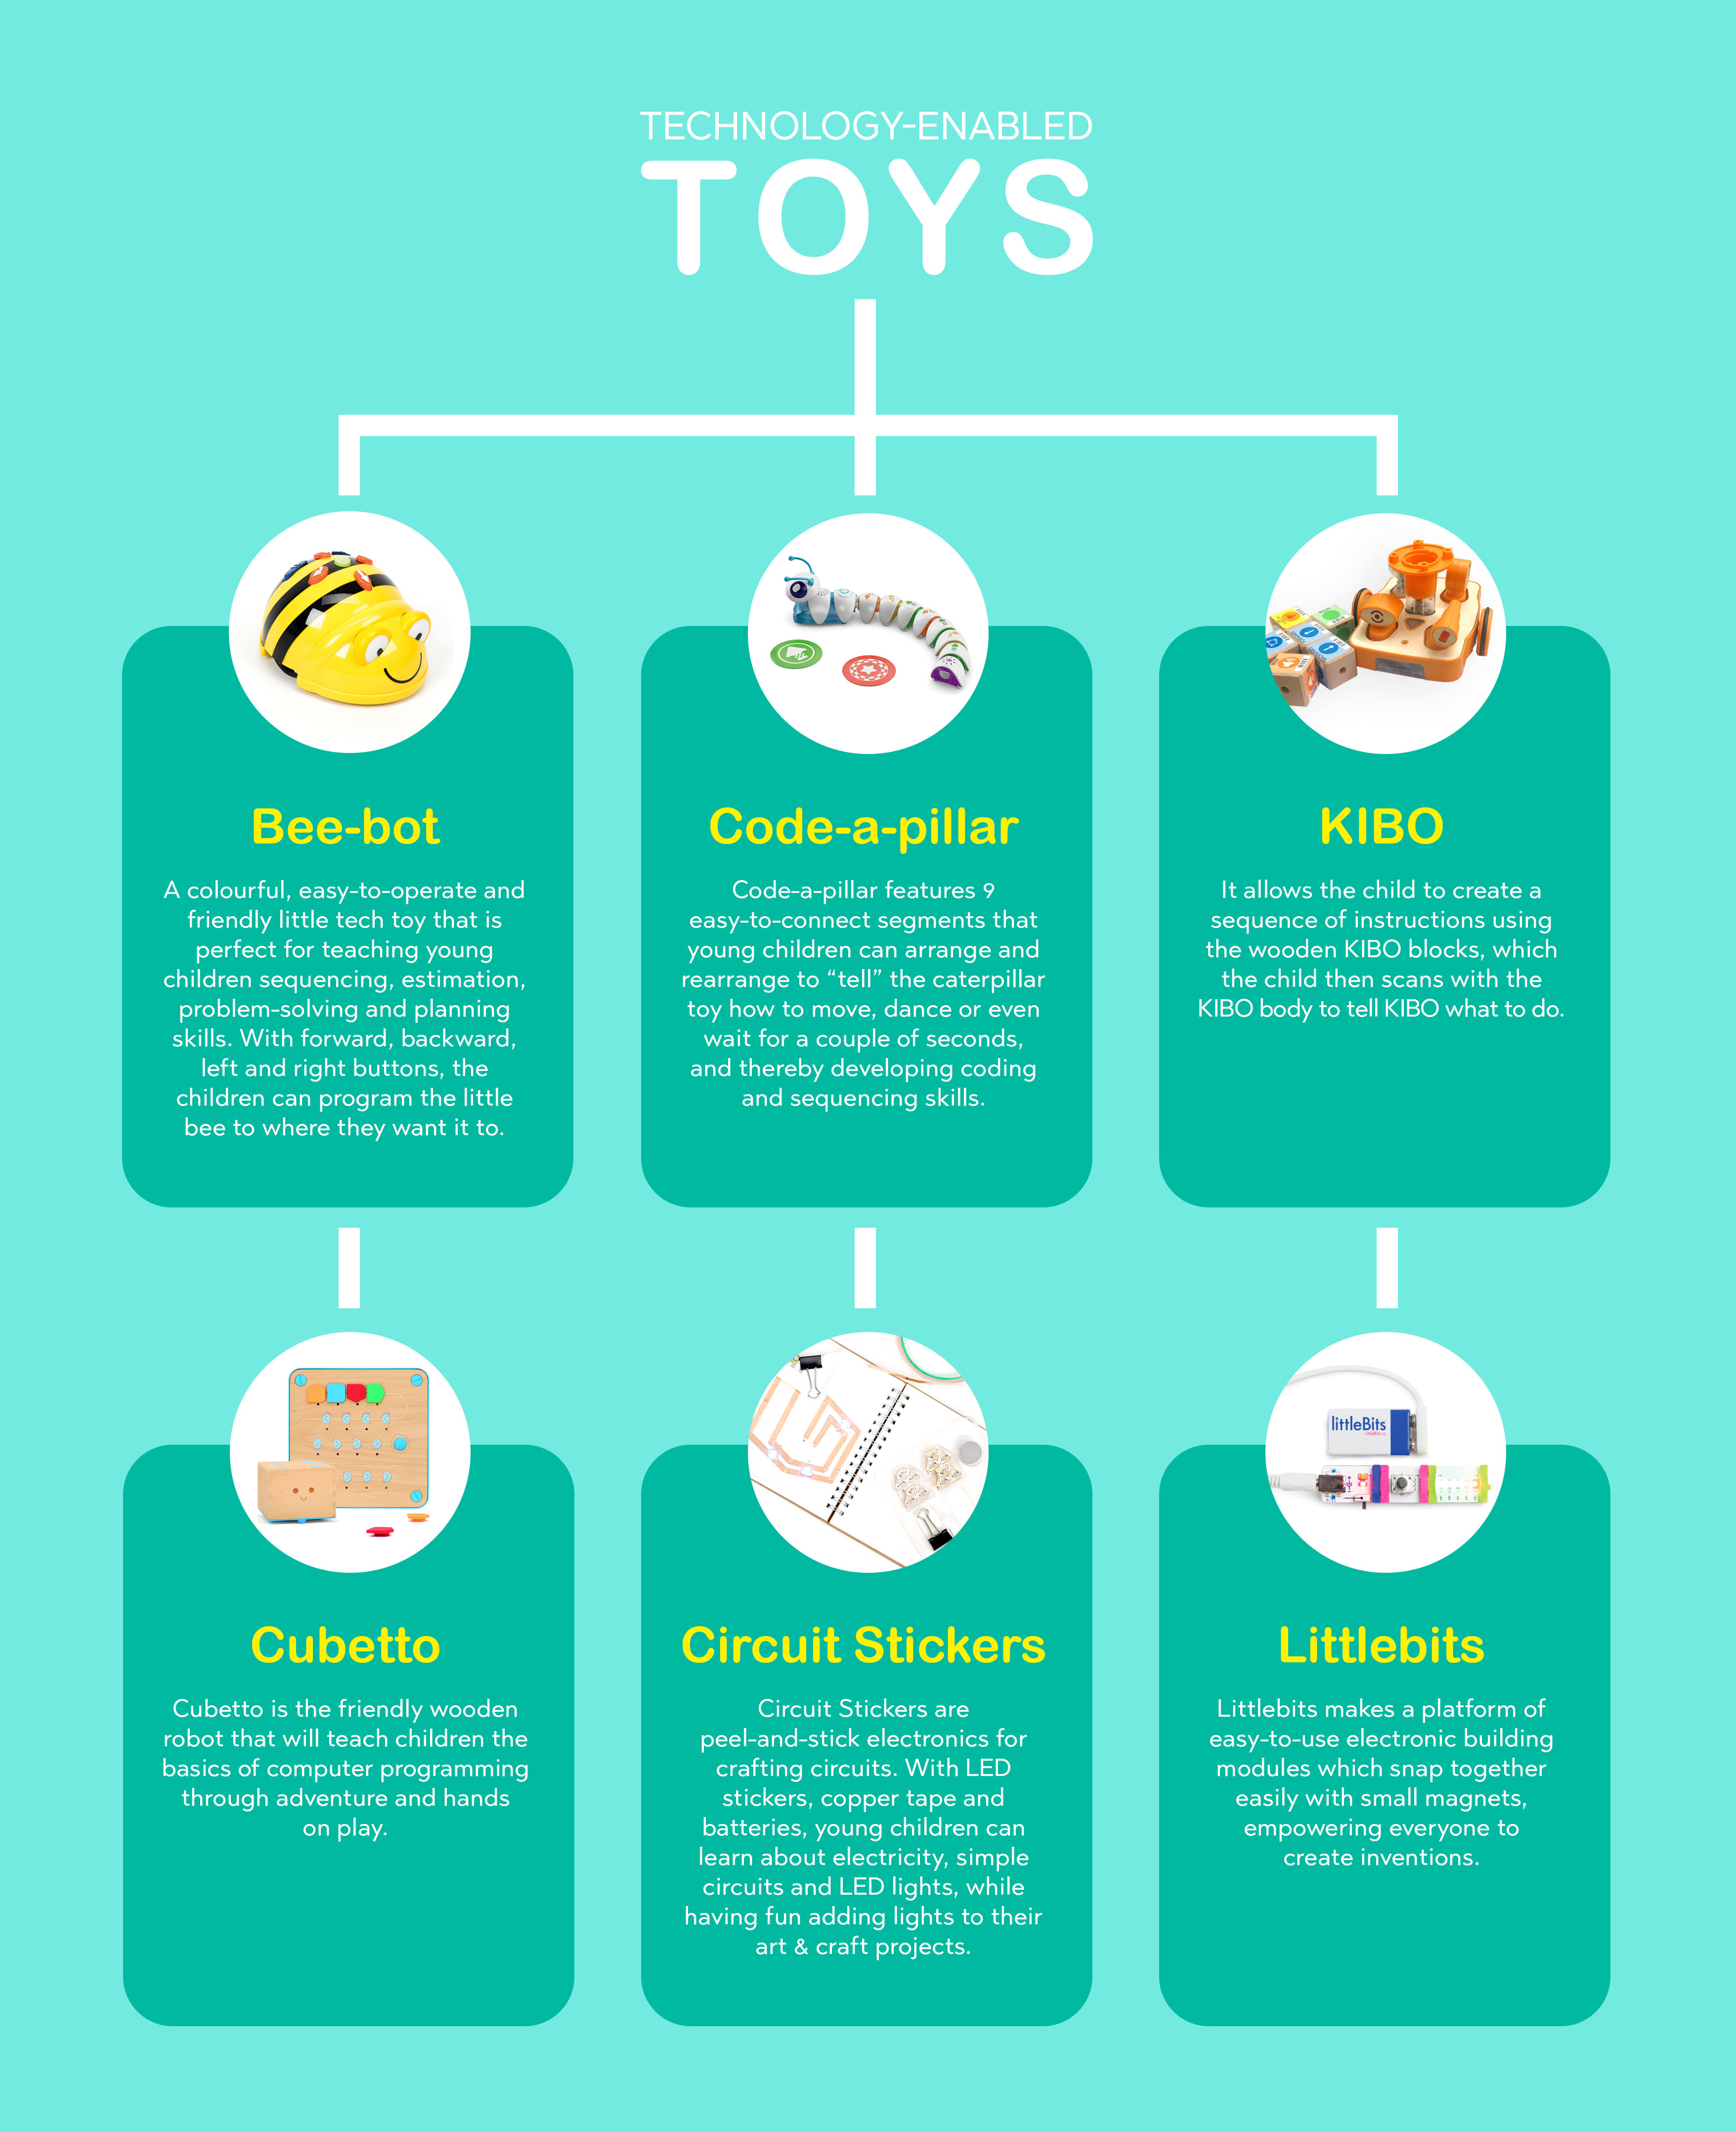 TECHNOLOGY-ENABLED
TOYS
Bee-bot
A colourful, easy-to-operate and
friendly little tech toy that is
perfect for teaching young
children sequencing, estimation,
problem-solving and planning
skills. With forward, backward,
left and right buttons, the
children can program the little
bee to where they want it to.
Code-a-pillar
Code-a-pillar features 9
easy-to-connect segments that
young children can arrange and
rearrange to “tell” the caterpillar
toy how to move, dance or even
wait for a couple of seconds,
and thereby developing coding
and sequencing skills.
KIBO
It allows the child to create a
sequence of instructions using
the wooden KIBO blocks, which
the child then scans with the
KIBO body to tell KIBO what to do.
Cubetto
Cubetto is the friendly wooden
robot that will teach children the
basics of computer programming
through adventure and hands
on play.
Circuit Stickers
Circuit Stickers are
peel-and-stick electronics for
crafting circuits. With LED
stickers, copper tape and
batteries, young children can
learn about electricity, simple
circuits and LED lights, while
having fun adding lights to their
art & craft projects.
littleBits
Littlebits
Littlebits makes a platform of
easy-to-use electronic building
modules which snap together
easily with small magnets,
empowering everyone to
create inventions.